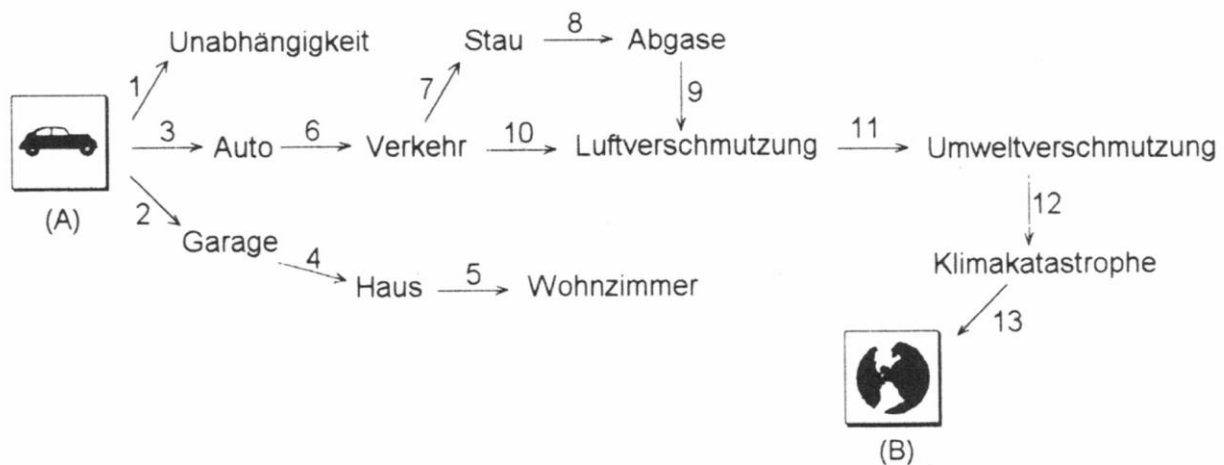 Unabhängigkeit
Stau 8 Abgase
1 7 9
3 Auto 6 Verkehr 10 Luftverschmutzung 11 Umweltverschmutzung
(A) 2 12
Garage 4 Klimakatastrophe
Haus 5 Wohnzimmer
13
(B)